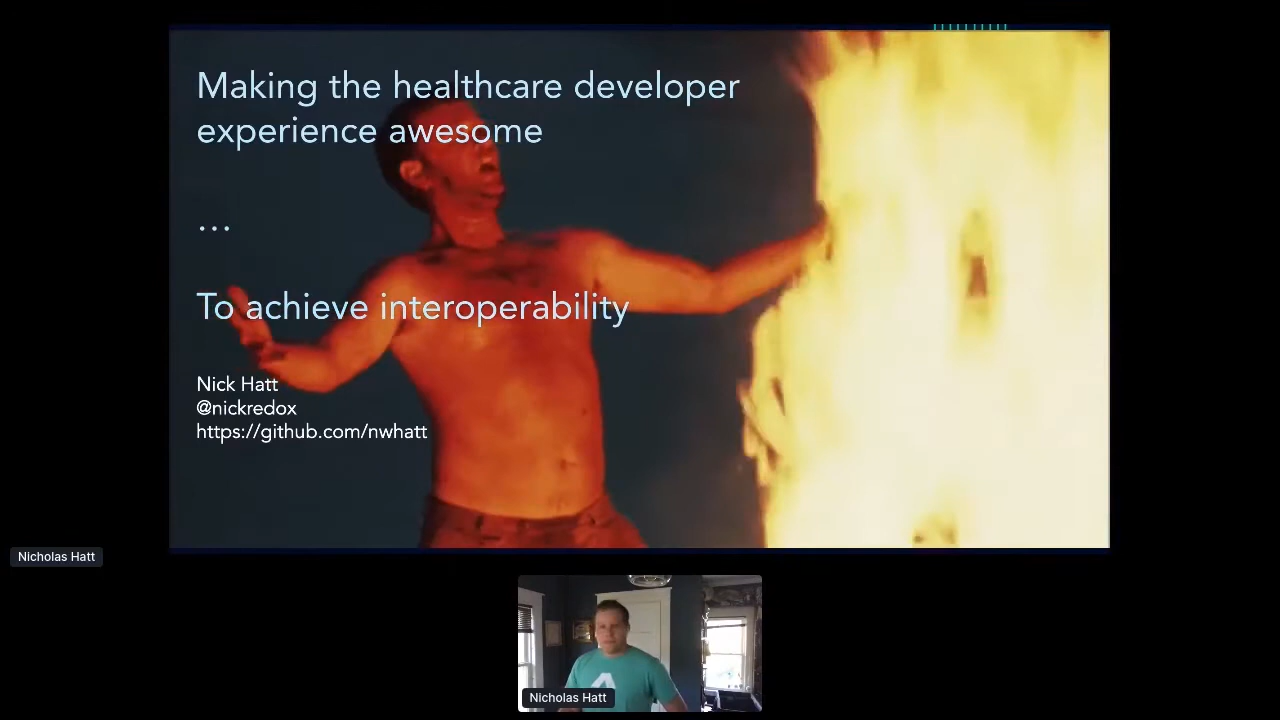 Making the healthcare developer
experience awesome
...
To achieve interoperability
Nick Hatt
@nickredox
https://github.com/nwhatt
Nicholas Hatt
Nicholas Hatt